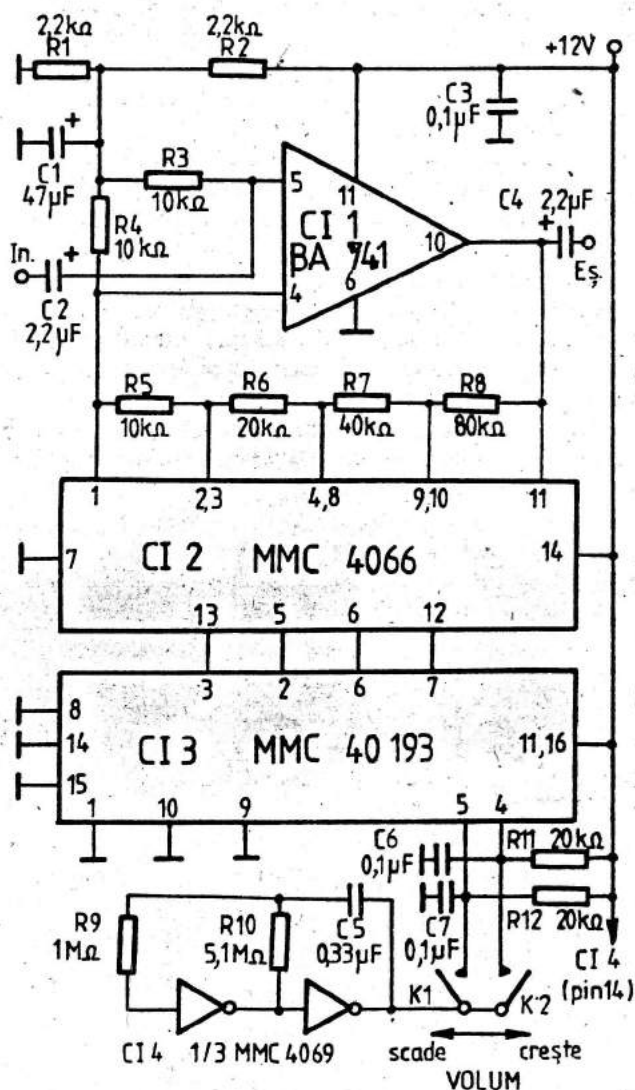 2,2kΩ
R1
2,2kΩ
R2
+12V
C3
0,1µF
C1
47µF
R3
10kΩ
R4
10kΩ
In.
C2
2,2µF
5
11
CI 1
BA 741
10
6
4
C4
2,2µF
Eș.
R5
10kΩ
R6
20kΩ
R7
40kΩ
R8
80kΩ
1
2,3
4,8
9,10
11
7
CI 2 MMC 4066
14
13
5
6
12
3
2
6
7
8
14
15
CI 3 MMC 40193
11,16
1
10
9
5
4
C6
0,1µF
R11
20kΩ
C7
0,1µF
R12
20kΩ
R9
1MΩ
R10
5,1MΩ
C5
0,33µF
CI 4
(pin14)
K1
K2
CI 4 1/3 MMC 4069
scade
crește
VOLUM